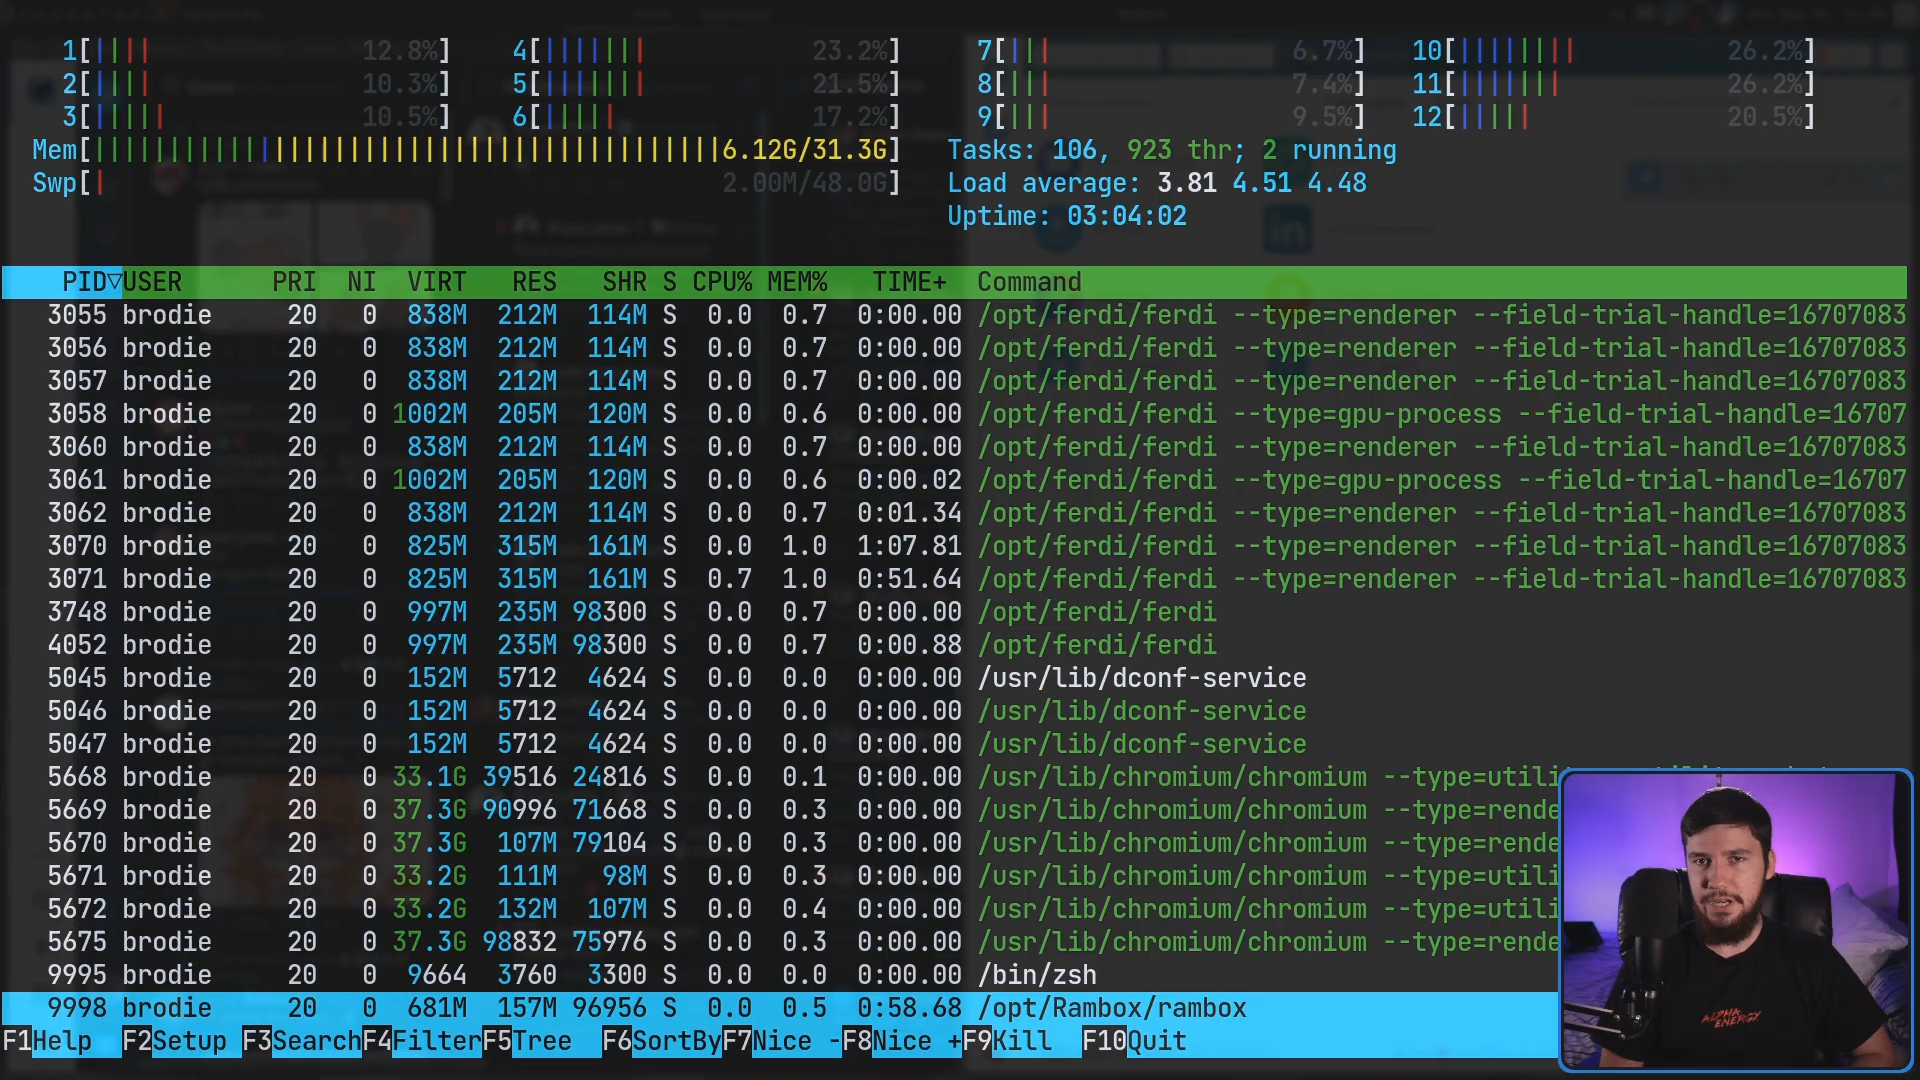 1[|||| 12.8%] 4[||||||| 23.2%] 7[||| 6.7%] 10[|||||||| 26.2%]
2[|||| 10.3%] 5[||||||| 21.5%] 8[||| 7.4%] 11[||||||| 26.2%]
3[||||| 10.5%] 6[||||| 17.2%] 9[||| 9.5%] 12[||||| 20.5%]
Mem[||||||||||||||||||||||||||||||||||||||||||6.12G/31.3G] Tasks: 106, 923 thr; 2 running
Swp[| 2.00M/48.0G] Load average: 3.81 4.51 4.48
Uptime: 03:04:02
PID▽USER PRI NI VIRT RES SHR S CPU% MEM% TIME+ Command
3055 brodie 20 0 838M 212M 114M S 0.0 0.7 0:00.00 /opt/ferdi/ferdi --type=renderer --field-trial-handle=16707083
3056 brodie 20 0 838M 212M 114M S 0.0 0.7 0:00.00 /opt/ferdi/ferdi --type=renderer --field-trial-handle=16707083
3057 brodie 20 0 838M 212M 114M S 0.0 0.7 0:00.00 /opt/ferdi/ferdi --type=renderer --field-trial-handle=16707083
3058 brodie 20 0 1002M 205M 120M S 0.0 0.6 0:00.00 /opt/ferdi/ferdi --type=gpu-process --field-trial-handle=16707
3060 brodie 20 0 838M 212M 114M S 0.0 0.7 0:00.00 /opt/ferdi/ferdi --type=renderer --field-trial-handle=16707083
3061 brodie 20 0 1002M 205M 120M S 0.0 0.6 0:00.02 /opt/ferdi/ferdi --type=gpu-process --field-trial-handle=16707
3062 brodie 20 0 838M 212M 114M S 0.0 0.7 0:01.34 /opt/ferdi/ferdi --type=renderer --field-trial-handle=16707083
3070 brodie 20 0 825M 315M 161M S 0.0 1.0 1:07.81 /opt/ferdi/ferdi --type=renderer --field-trial-handle=16707083
3071 brodie 20 0 825M 315M 161M S 0.7 1.0 0:51.64 /opt/ferdi/ferdi --type=renderer --field-trial-handle=16707083
3748 brodie 20 0 997M 235M 98300 S 0.0 0.7 0:00.00 /opt/ferdi/ferdi
4052 brodie 20 0 997M 235M 98300 S 0.0 0.7 0:00.88 /opt/ferdi/ferdi
5045 brodie 20 0 152M 5712 4624 S 0.0 0.0 0:00.00 /usr/lib/dconf-service
5046 brodie 20 0 152M 5712 4624 S 0.0 0.0 0:00.00 /usr/lib/dconf-service
5047 brodie 20 0 152M 5712 4624 S 0.0 0.0 0:00.00 /usr/lib/dconf-service
5668 brodie 20 0 33.1G 39516 24816 S 0.0 0.1 0:00.00 /usr/lib/chromium/chromium --type=utili
5669 brodie 20 0 37.3G 90996 71668 S 0.0 0.3 0:00.00 /usr/lib/chromium/chromium --type=rende
5670 brodie 20 0 37.3G 107M 79104 S 0.0 0.3 0:00.00 /usr/lib/chromium/chromium --type=rende
5671 brodie 20 0 33.2G 111M 98M S 0.0 0.3 0:00.00 /usr/lib/chromium/chromium --type=utili
5672 brodie 20 0 33.2G 132M 107M S 0.0 0.4 0:00.00 /usr/lib/chromium/chromium --type=utili
5675 brodie 20 0 37.3G 98832 75976 S 0.0 0.3 0:00.00 /usr/lib/chromium/chromium --type=rende
9995 brodie 20 0 9664 3760 3300 S 0.0 0.0 0:00.00 /bin/zsh
9998 brodie 20 0 681M 157M 96956 S 0.0 0.5 0:58.68 /opt/Rambox/rambox
F1Help F2Setup F3SearchF4FilterF5Tree F6SortByF7Nice -F8Nice +F9Kill F10Quit
ALPHA
ENERGY